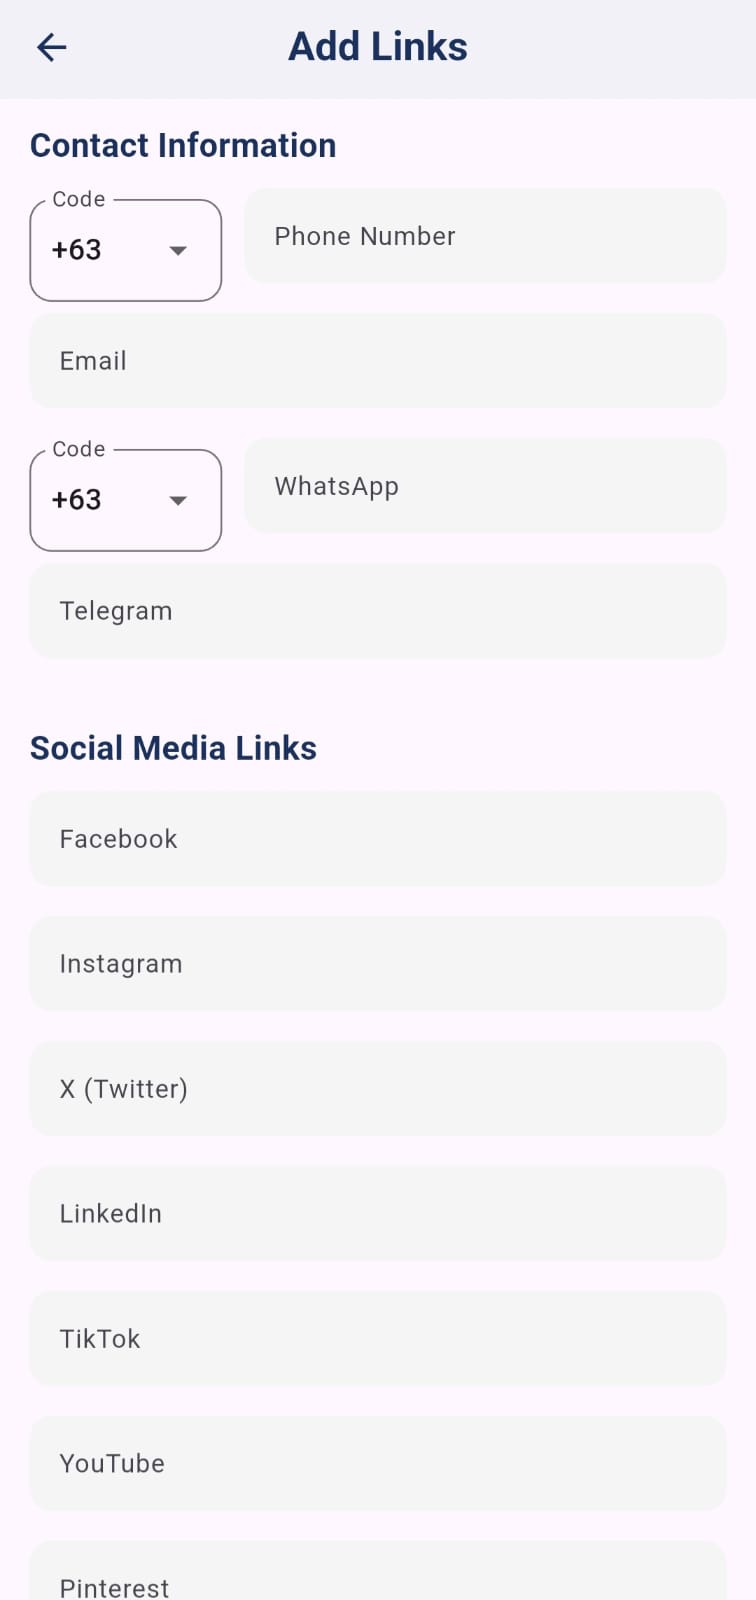 Add Links
Contact Information
Code
+63
Phone Number
Email
Code
+63
WhatsApp
Telegram
Social Media Links
Facebook
Instagram
X (Twitter)
LinkedIn
TikTok
YouTube
Pinterest